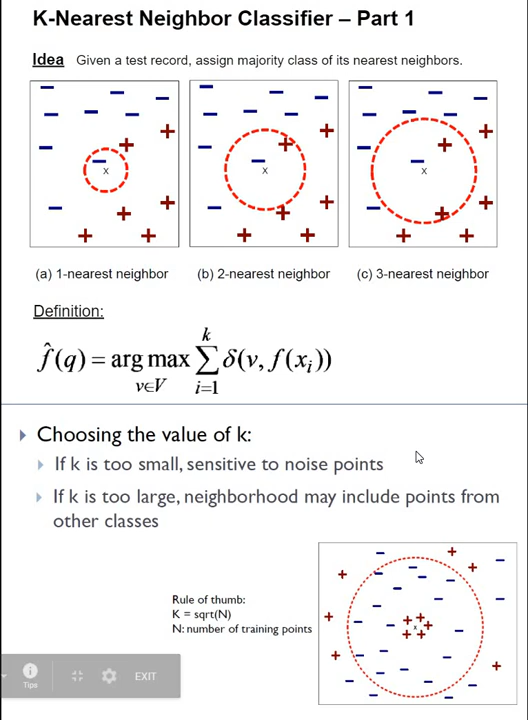 K-Nearest Neighbor Classifier – Part 1
Idea Given a test record, assign majority class of its nearest neighbors.
X X X
(a) 1-nearest neighbor (b) 2-nearest neighbor (c) 3-nearest neighbor
Definition:
f̂(q) = arg max_{v∈V} ∑_{i=1}^{k} δ(v, f(x_i))
Choosing the value of k:
If k is too small, sensitive to noise points
If k is too large, neighborhood may include points from
other classes
Rule of thumb:
K = sqrt(N)
N: number of training points
x
i
Tips
EXIT